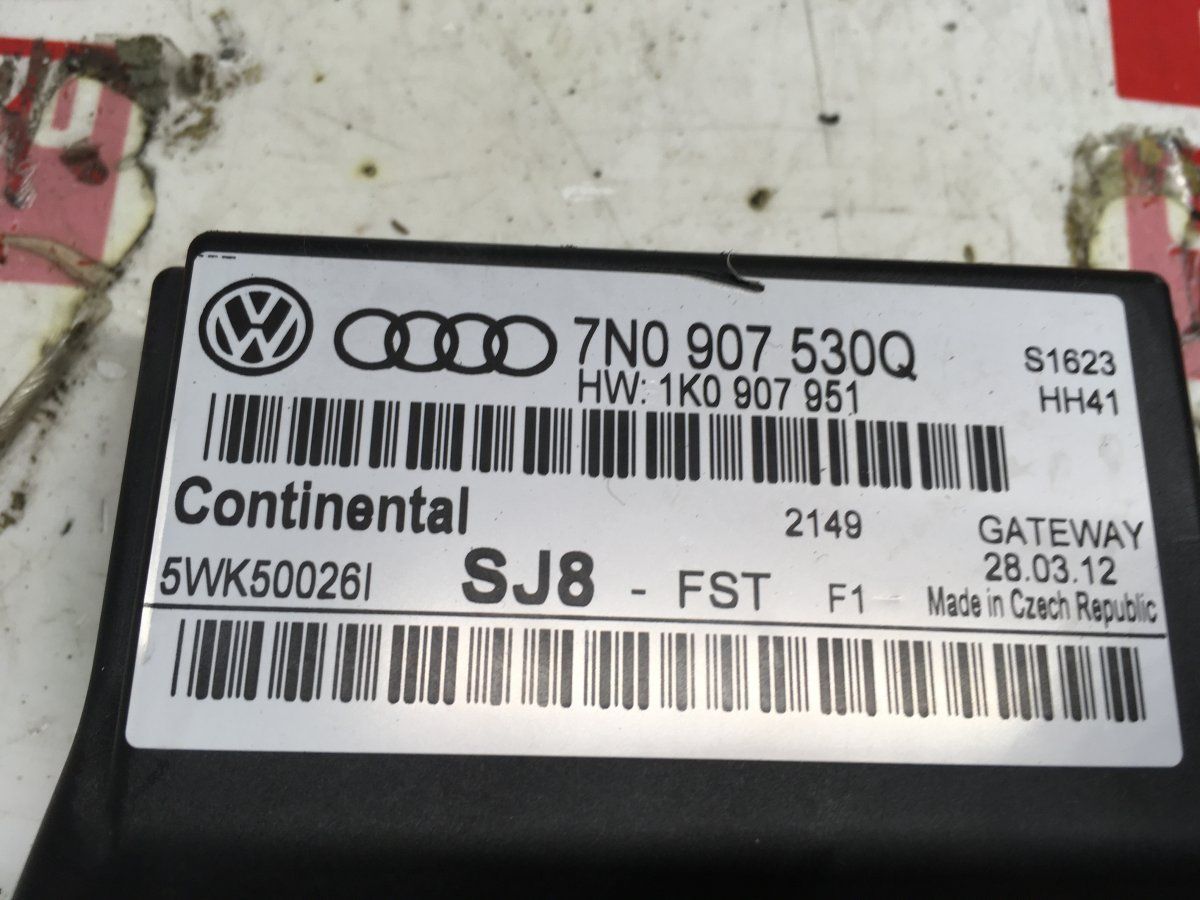 7N0 907 530Q S1623
HW: 1K0 907 951 HH41
Continental 2149 GATEWAY
28.03.12
5WK50026I SJ8 - FST F1 Made in Czech Republic